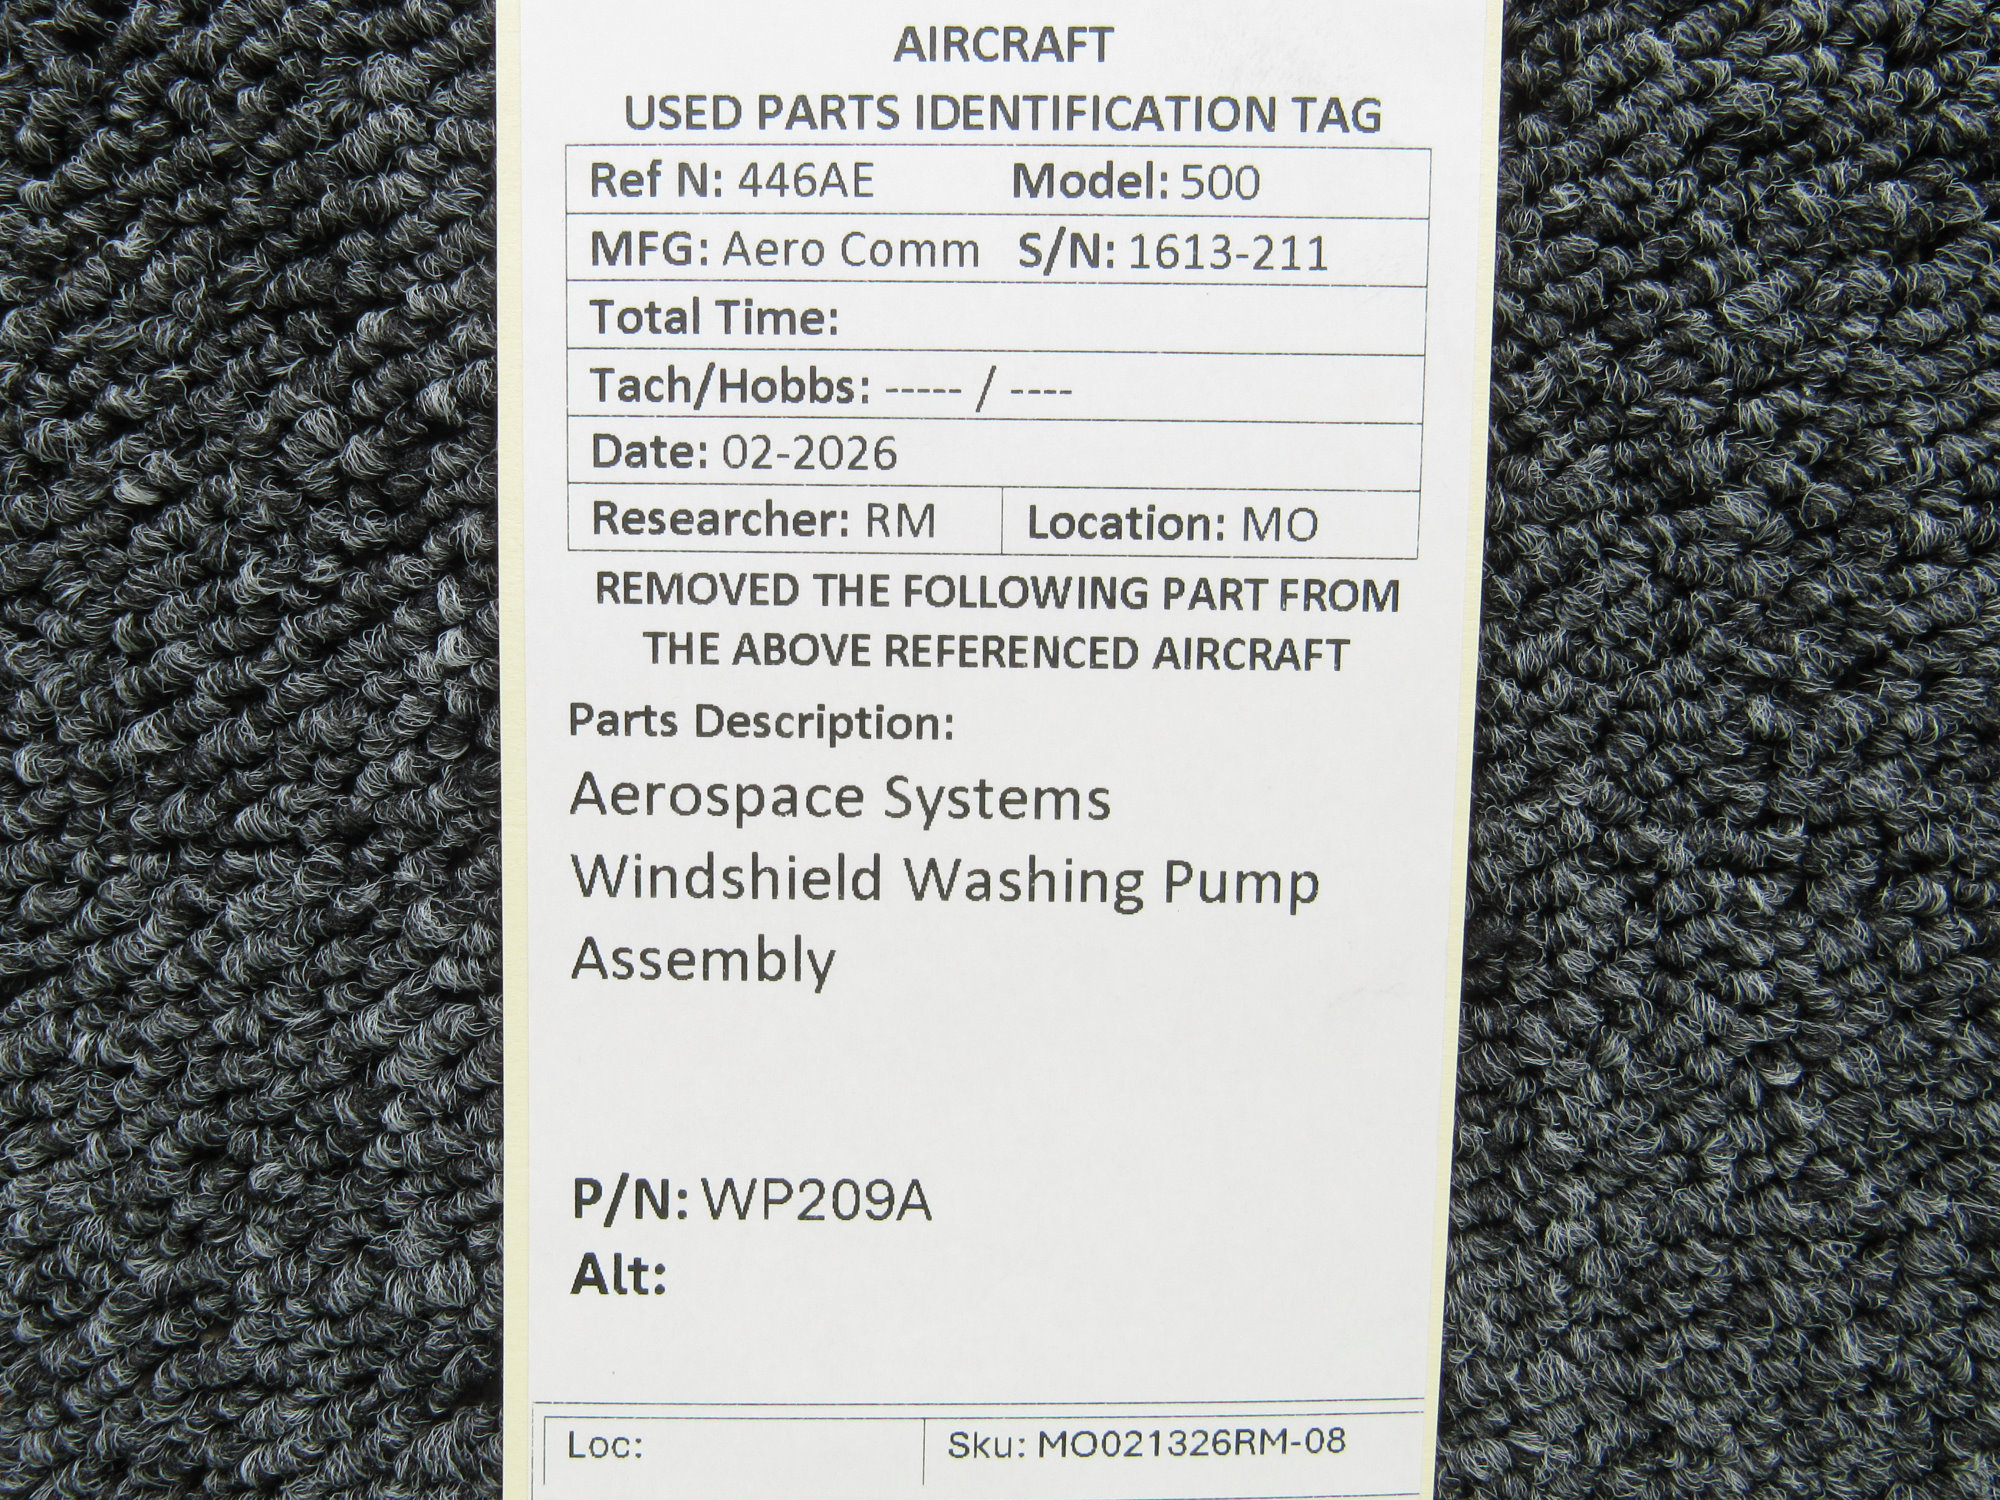 AIRCRAFT
USED PARTS IDENTIFICATION TAG
Ref N: 446AE Model: 500
MFG: Aero Comm S/N: 1613-211
Total Time:
Tach/Hobbs: ----- / ----
Date: 02-2026
Researcher: RM Location: MO
REMOVED THE FOLLOWING PART FROM
THE ABOVE REFERENCED AIRCRAFT
Parts Description:
Aerospace Systems
Windshield Washing Pump
Assembly
P/N: WP209A
Alt:
Loc: Sku: MO021326RM-08